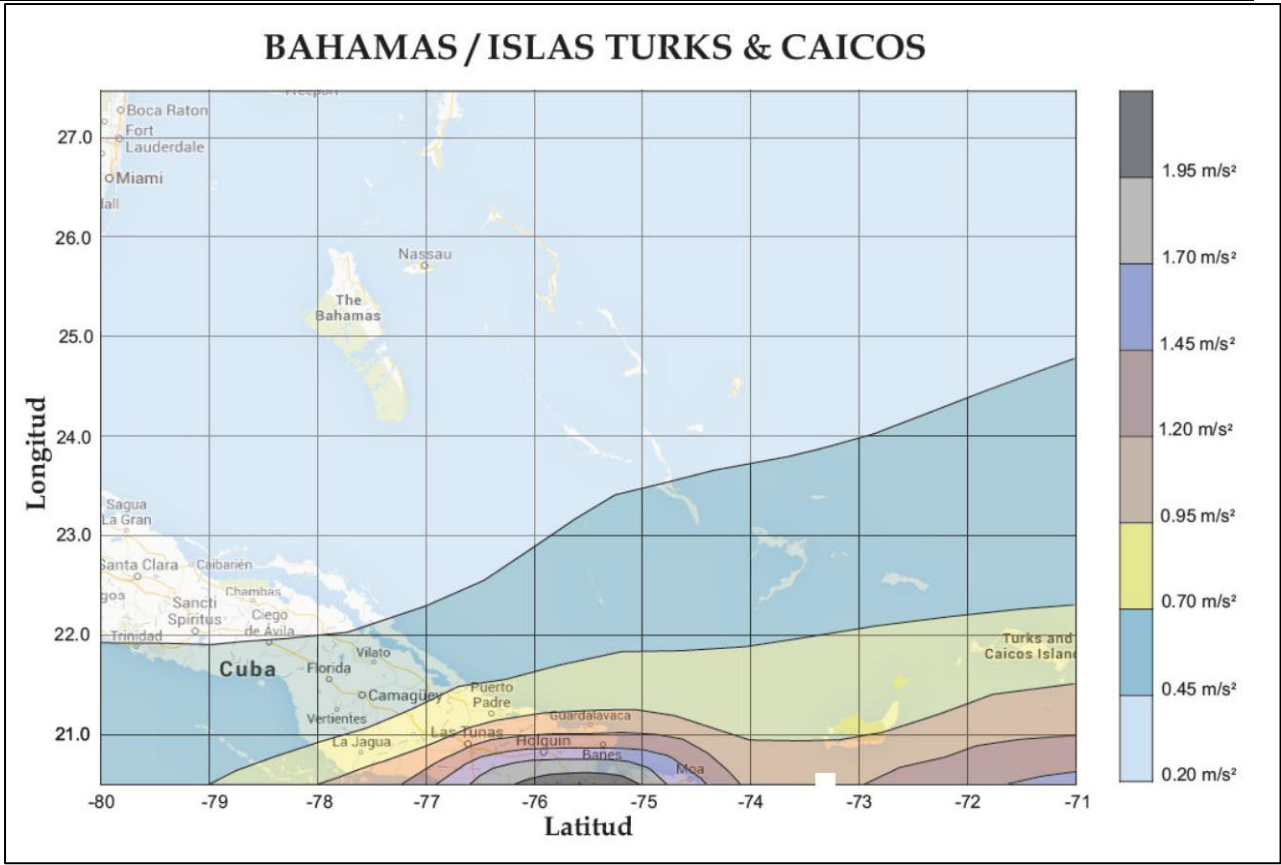 BAHAMAS / ISLAS TURKS & CAICOS
Freeport
Boca Raton
Fort
Lauderdale
Miami
Nassau
The
Bahamas
Sagua
La Gran
Santa Clara
Caibarién
goa
Sancti
Spiritus
Chambas
Ciego
de Ávila
Trinidad
Cuba
Florida
Vilato
Camagüey
Vertientes
La Jagua
Puerto
Padre
Las Tunas
Guardalavaca
Holguin
Banes
Moa
Turks and
Caicos Island
27.0
26.0
25.0
24.0
23.0
22.0
21.0
Longitud
-80 -79 -78 -77 -76 -75 -74 -73 -72 -71
Latitud
1.95 m/s²
1.70 m/s²
1.45 m/s²
1.20 m/s²
0.95 m/s²
0.70 m/s²
0.45 m/s²
0.20 m/s²